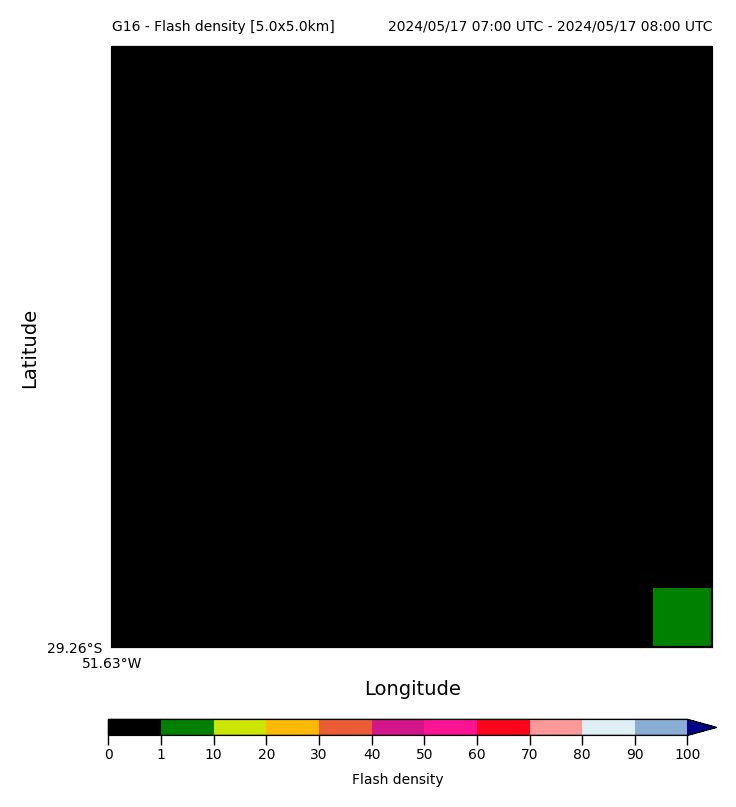 G16 - Flash density [5.0x5.0km] 2024/05/17 07:00 UTC - 2024/05/17 08:00 UTC
Latitude
29.26°S
51.63°W
Longitude
0 1 10 20 30 40 50 60 70 80 90 100
Flash density